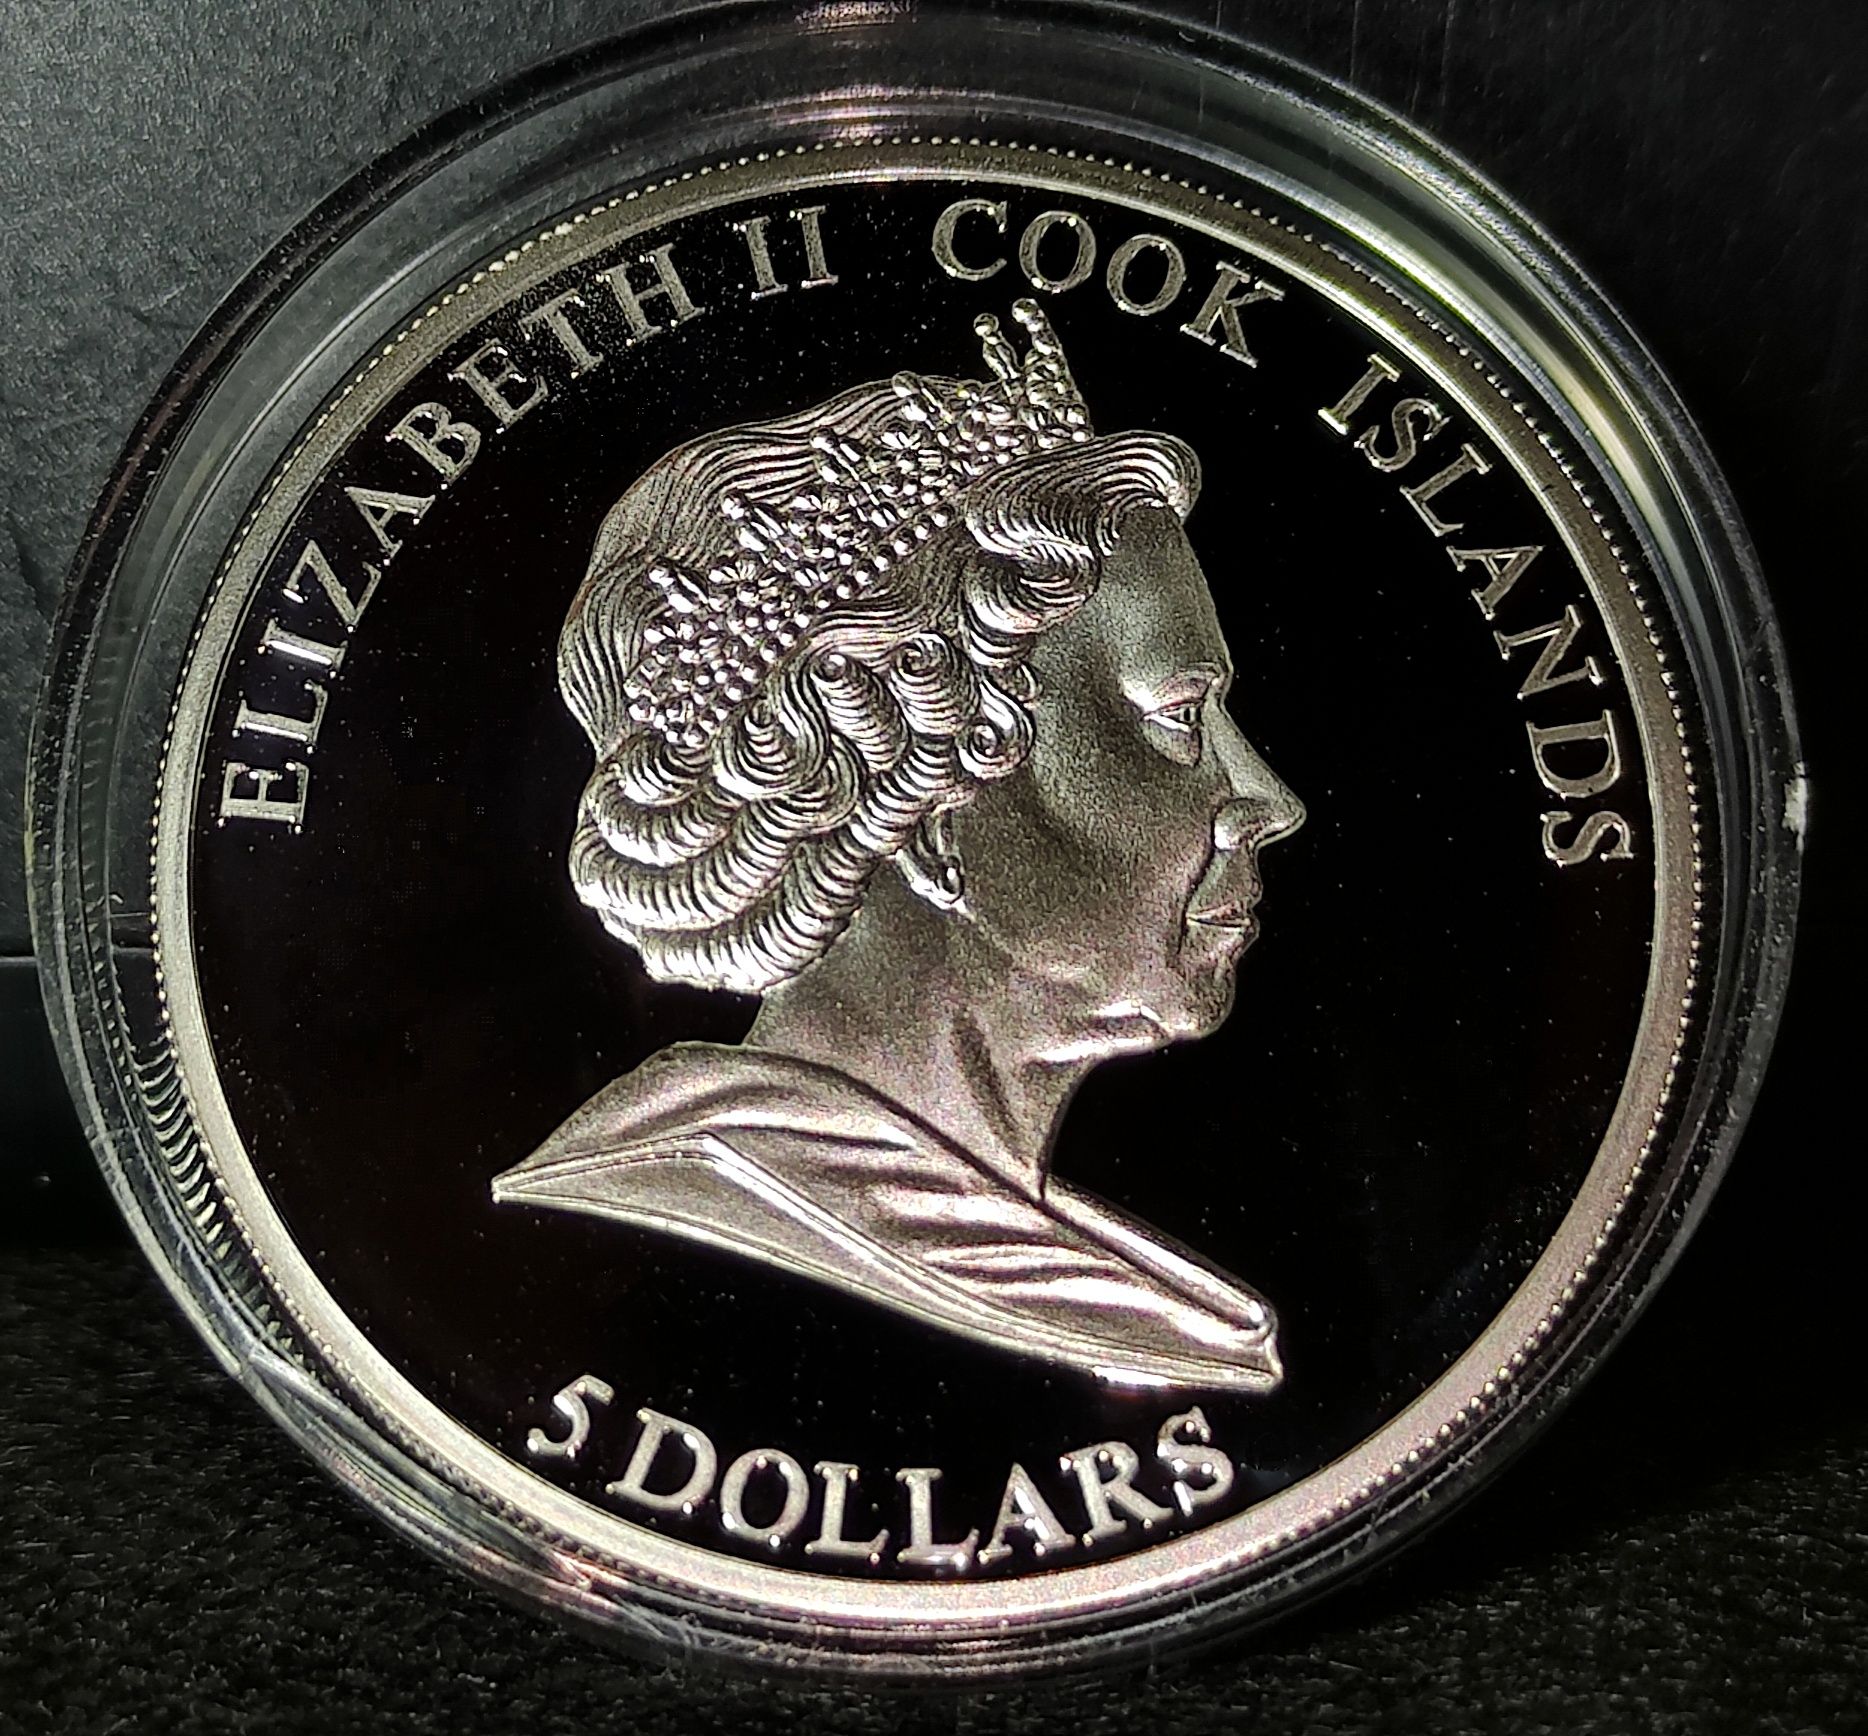 ELIZABETH II COOK ISLANDS
5 DOLLARS